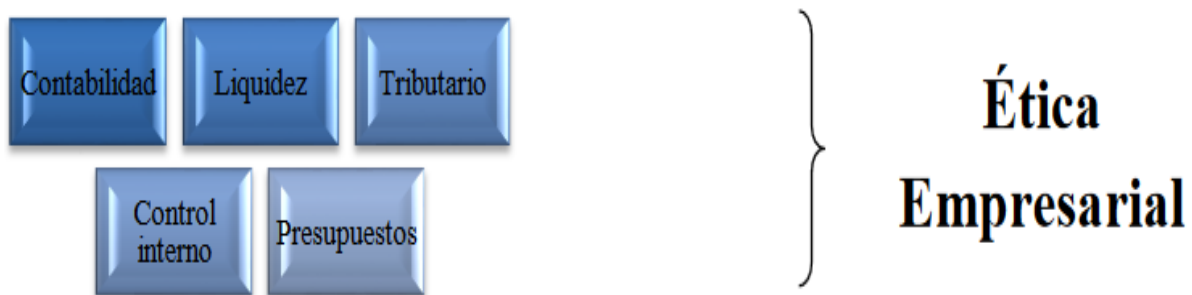 Contabilidad
Liquidez
Tributario
Control
interno
Presupuestos
Ética
Empresarial